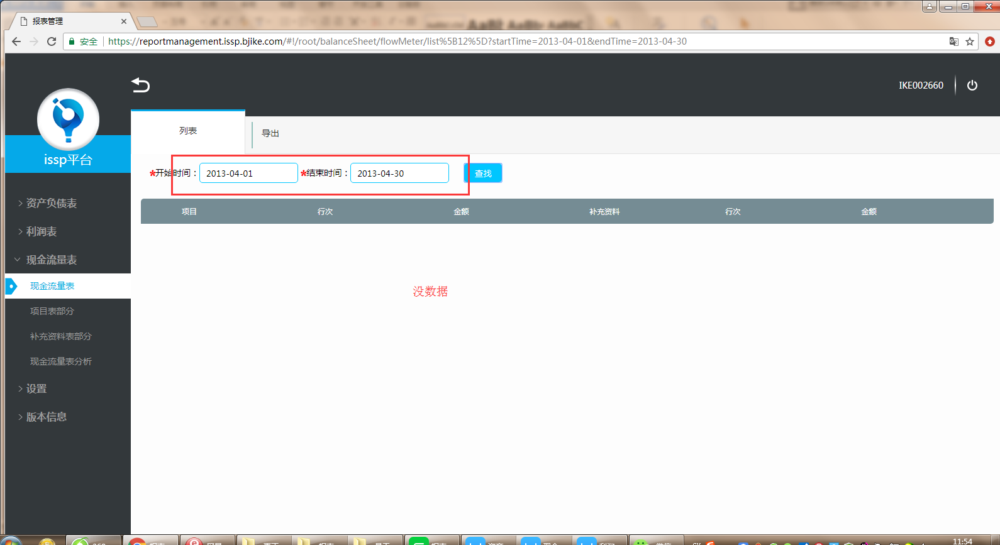 报表管理
安全
https://reportmanagement.issp.bjike.com/#!/root/balanceSheet/flowMeter/list%5B12%5D?startTime=2013-04-01&endTime=2013-04-30
IKE002660
issp平台
列表
导出
*开始时间： 2013-04-01 *结束时间： 2013-04-30 查找
项目 行次 金额 补充资料 行次 金额
没数据
资产负债表
利润表
现金流量表
现金流量表
项目表部分
补充资料表部分
现金流量表分析
设置
版本信息
11:54